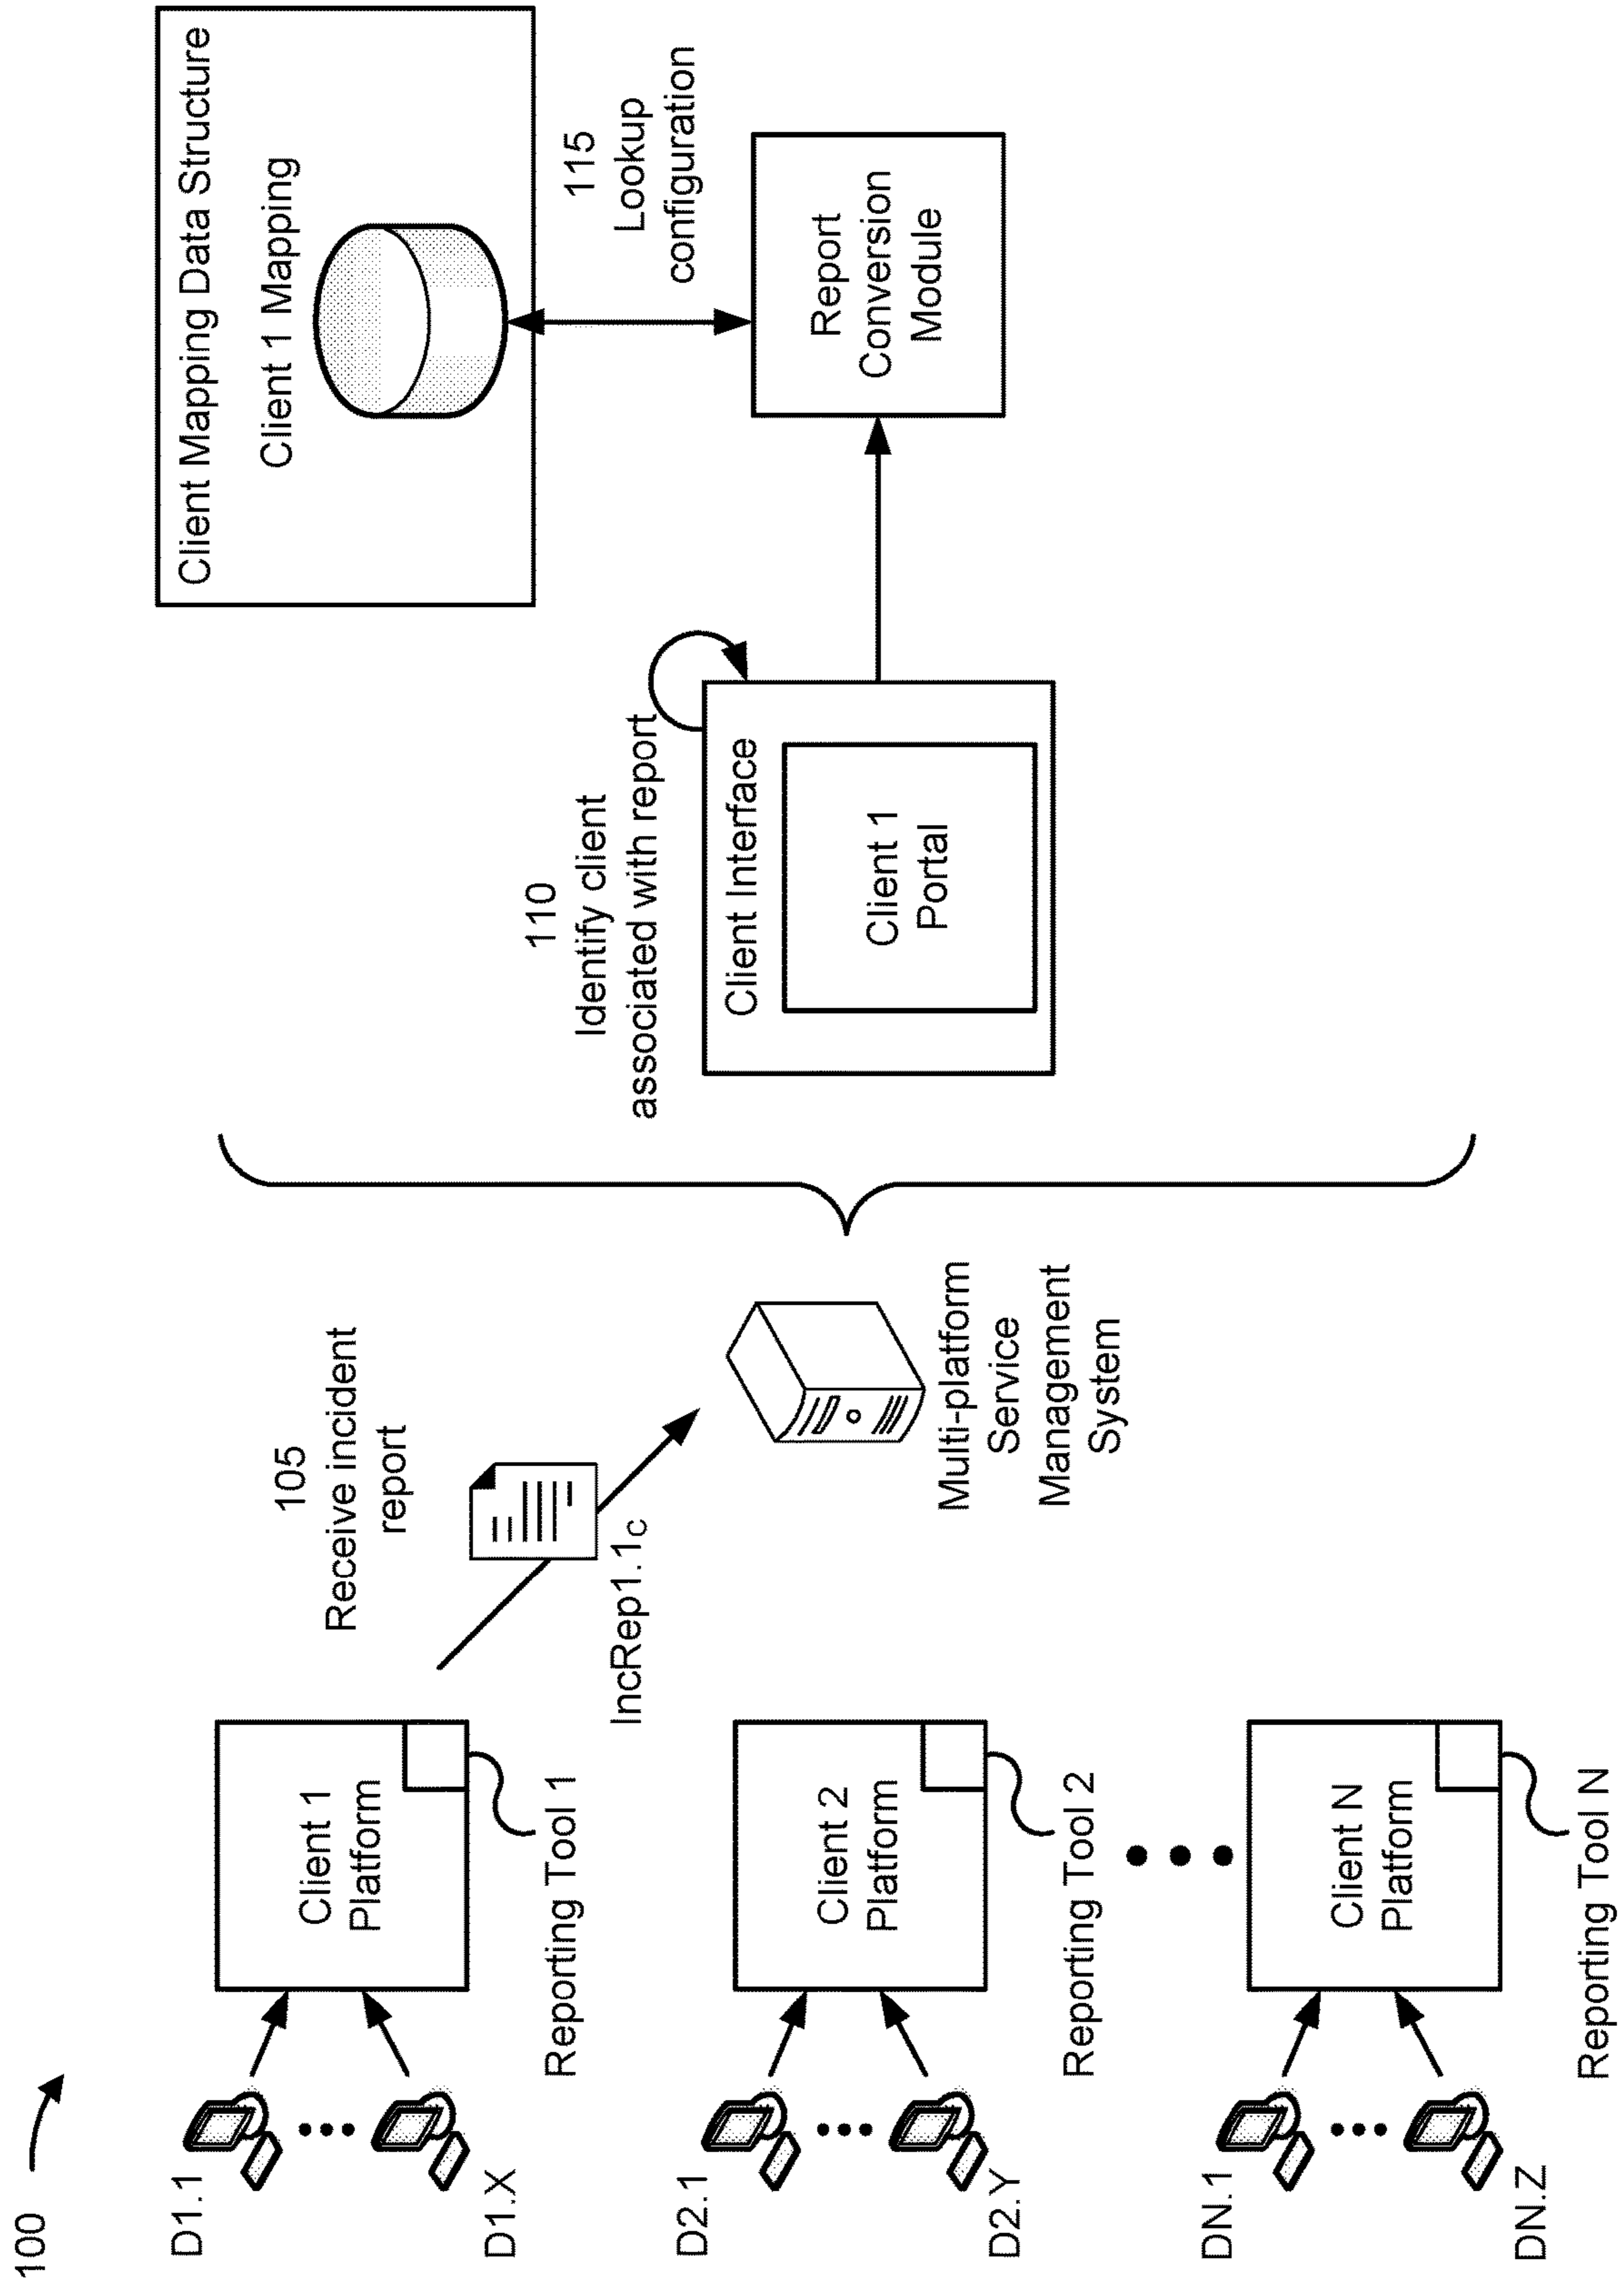 100
D1.1
D1.X
Client 1
Platform
Reporting Tool 1
D2.1
D2.Y
Client 2
Platform
Reporting Tool 2
DN.1
DN.Z
Client N
Platform
Reporting Tool N
105
Receive incident
report
IncRep1.1C
Multi-platform
Service
Management
System
110
Identify client
associated with report
Client Interface
Client 1
Portal
Client Mapping Data Structure
Client 1 Mapping
115
Lookup
configuration
Report
Conversion
Module